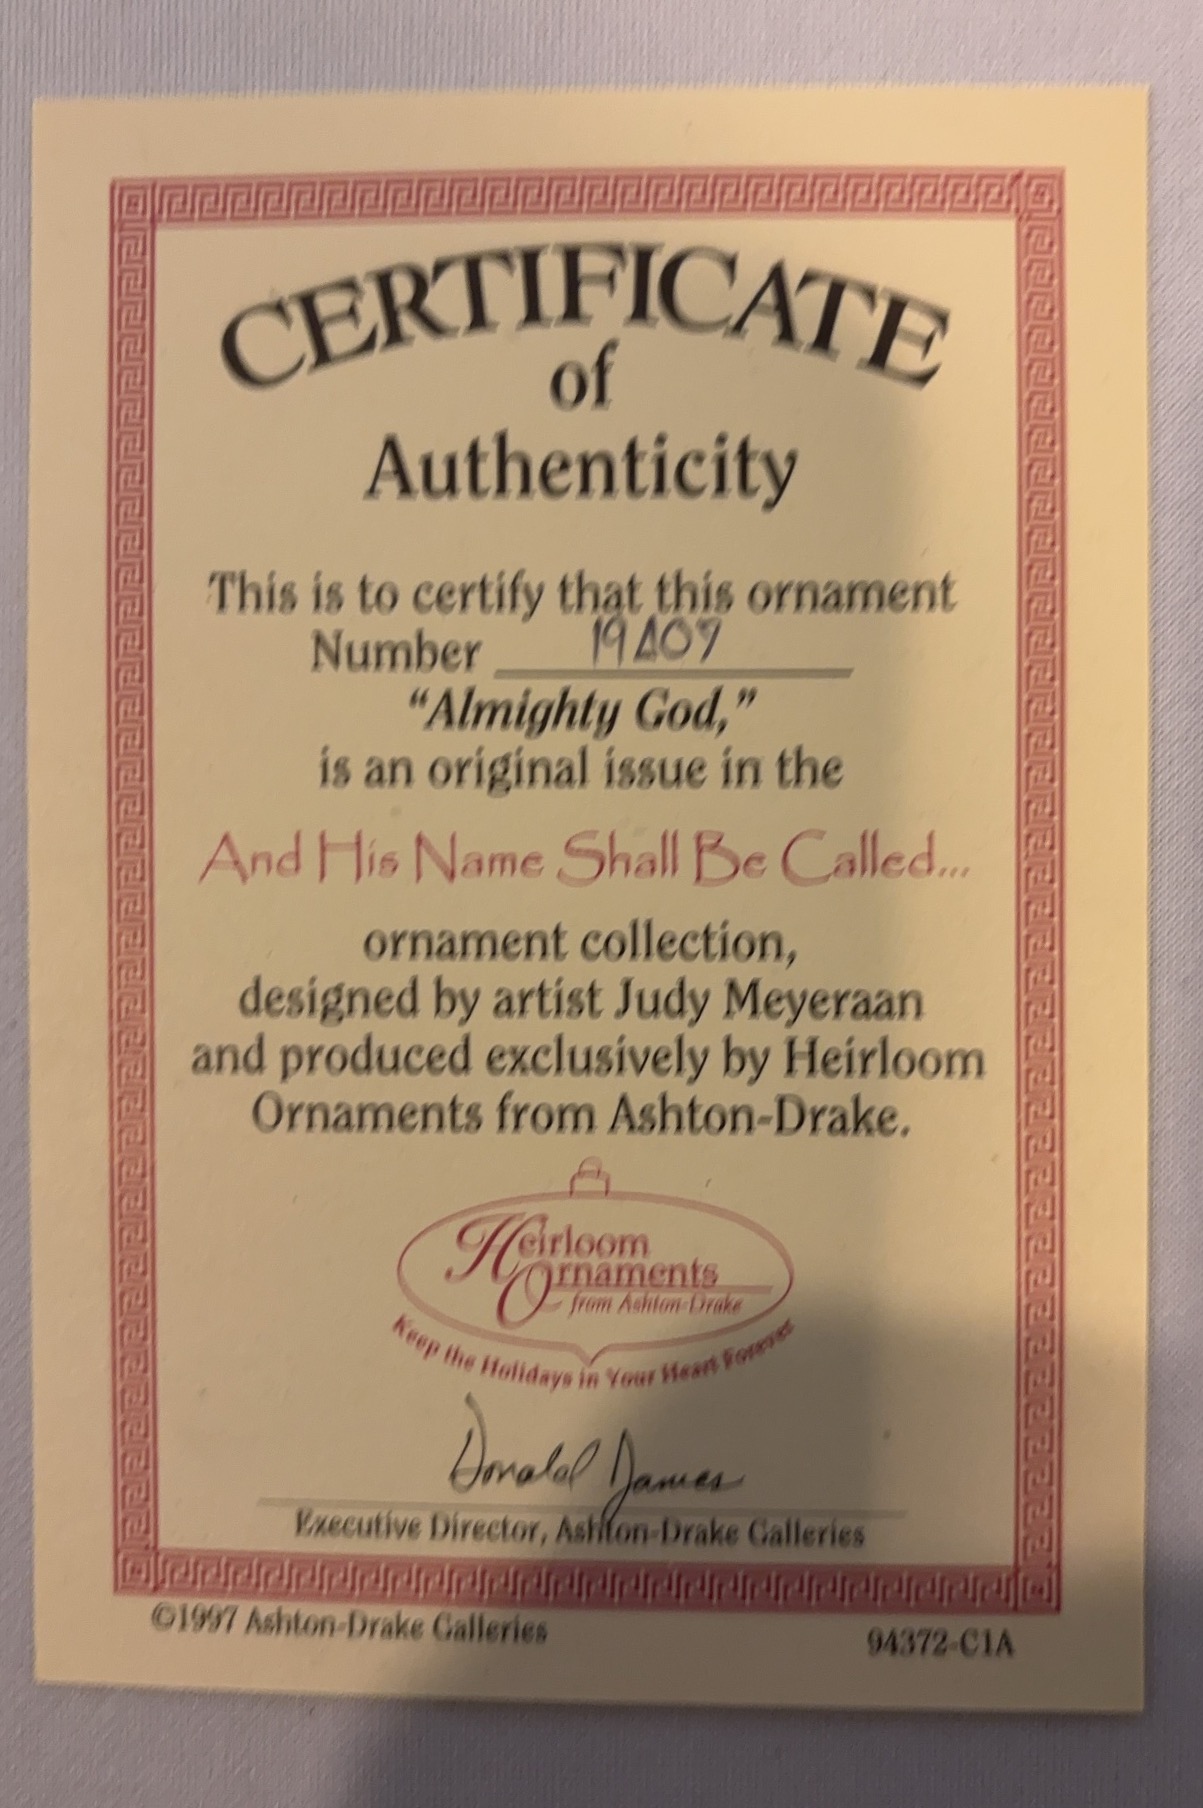 CERTIFICATE
of
Authenticity
This is to certify that this ornament
Number 19A09
"Almighty God,"
is an original issue in the
And His Name Shall Be Called...
ornament collection,
designed by artist Judy Meyeraan
and produced exclusively by Heirloom
Ornaments from Ashton-Drake.
Heirloom
Ornaments
from Ashton-Drake
Keep the Holidays in Your Heart Forever
Donald James
Executive Director, Ashton-Drake Galleries
©1997 Ashton-Drake Galleries
94372-C1A